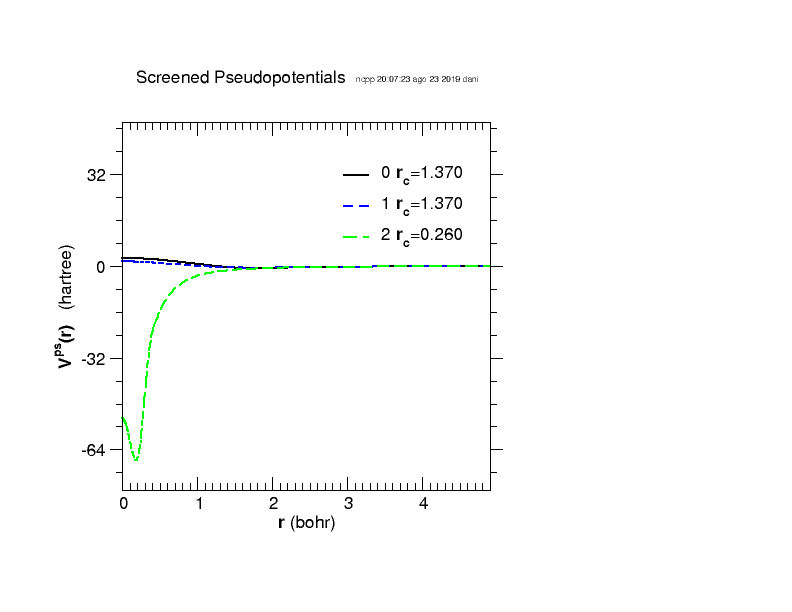 Screened Pseudopotentials ncpp 20:07:23 ago 23 2019 dani
0 rc=1.370
1 rc=1.370
2 rc=0.260
32
0
-32
-64
Vps(r) (hartree)
0 1 2 3 4
r (bohr)